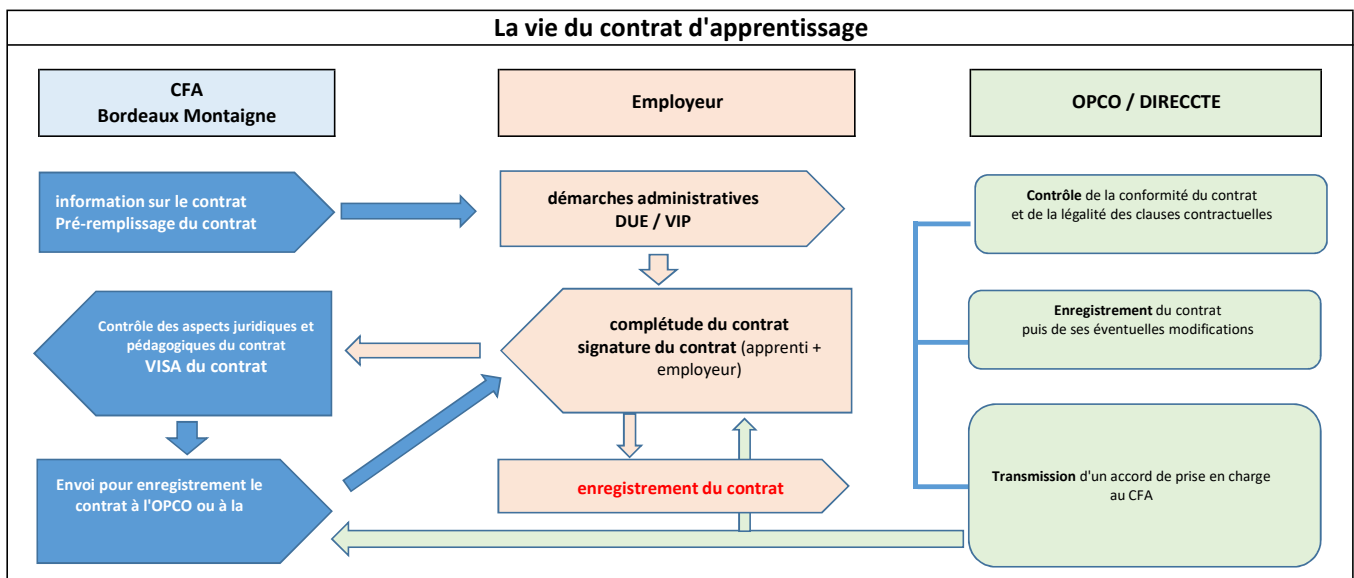 La vie du contrat d'apprentissage
CFA
Bordeaux Montaigne
Employeur
OPCO / DIRECCTE
information sur le contrat
Pré-remplissage du contrat
démarches administratives
DUE / VIP
Contrôle de la conformité du contrat
et de la légalité des clauses contractuelles
Contrôle des aspects juridiques et
pédagogiques du contrat
VISA du contrat
complétude du contrat
signature du contrat (apprenti +
employeur)
Enregistrement du contrat
puis de ses éventuelles modifications
Envoi pour enregistrement le
contrat à l'OPCO ou à la
enregistrement du contrat
Transmission d'un accord de prise en charge
au CFA